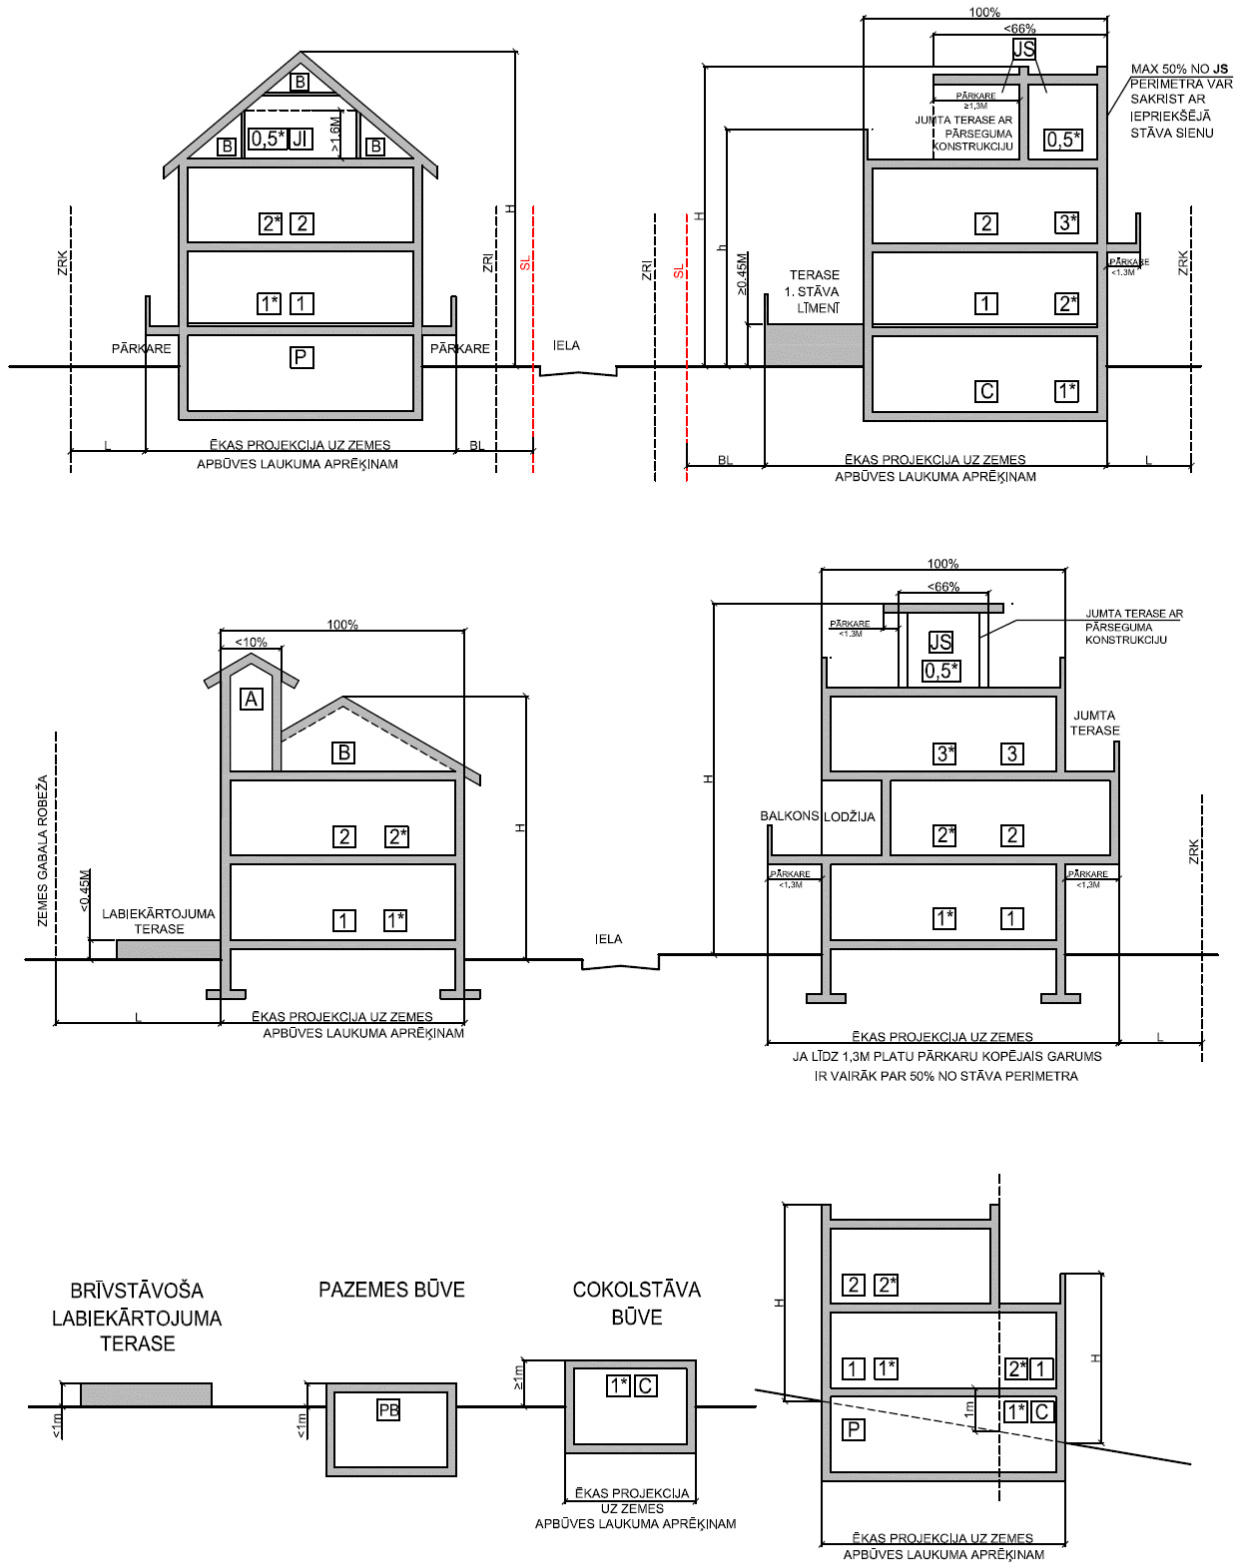 B
0,5* JI
B
B
>1.6M
H
2* 2
1* 1
P
ZRK
ZRI
SL
PĀRKARE
PĀRKARE
IELA
L
ĒKAS PROJEKCIJA UZ ZEMES
APBŪVES LAUKUMA APRĒĶINAM
BL
100%
<66%
JS
MAX 50% NO JS
PERIMETRA VAR
SAKRIST AR
IEPRIEKŠĒJĀ
STĀVA SIENU
PĀRKARE
≥1,3M
JUMTA TERASE AR
PĀRSEGUMA
KONSTRUKCIJU
0,5*
H
h
2
3*
ZRI
SL
≥0.45M
TERASE
1. STĀVA
LĪMENĪ
1
2*
PĀRKARE
<1.3M
ZRK
C
1*
BL
ĒKAS PROJEKCIJA UZ ZEMES
APBŪVES LAUKUMA APRĒĶINAM
L
100%
<10%
A
B
H
2
2*
ZEMES GABALA ROBEŽA
<0.45M
LABIEKĀRTOJUMA
TERASE
1
1*
IELA
L
ĒKAS PROJEKCIJA UZ ZEMES
APBŪVES LAUKUMA APRĒĶINAM
100%
<66%
PĀRKARE
<1.3M
JS
0,5*
JUMTA TERASE AR
PĀRSEGUMA
KONSTRUKCIJU
H
3*
3
JUMTA
TERASE
BALKONS
LODŽIJA
2*
2
PĀRKARE
<1,3M
PĀRKARE
<1,3M
ZRK
1*
1
ĒKAS PROJEKCIJA UZ ZEMES
L
JA LĪDZ 1,3M PLATU PĀRKARU KOPĒJAIS GARUMS
IR VAIRĀK PAR 50% NO STĀVA PERIMETRA
BRĪVSTĀVOŠA
LABIEKĀRTOJUMA
TERASE
<1m
PAZEMES BŪVE
<1m
PB
COKOLSTĀVA
BŪVE
≥1m
1* C
ĒKAS PROJEKCIJA
UZ ZEMES
APBŪVES LAUKUMA APRĒĶINAM
H
2 2*
1 1*
2* 1
H
1m
1* C
P
ĒKAS PROJEKCIJA UZ ZEMES
APBŪVES LAUKUMA APRĒĶINAM